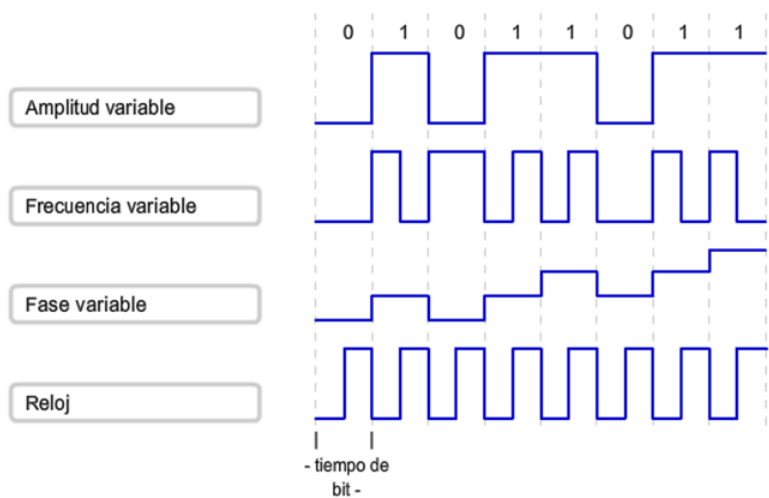 0 1 0 1 1 0 1 1
Amplitud variable
Frecuencia variable
Fase variable
Reloj
- tiempo de
bit -